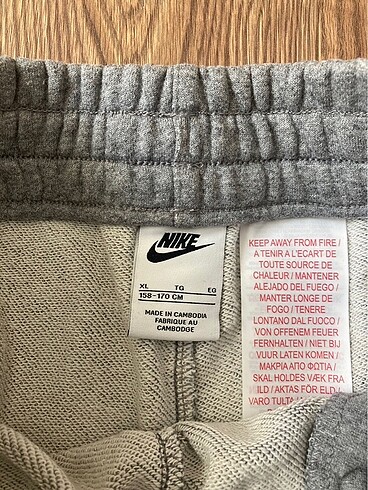 NIKE
XL TG EG
158-170 CM
MADE IN CAMBODIA
FABRIQUE AU
CAMBODGE
KEEP AWAY FROM FIRE /
A TENIR A L'ECART DE
TOUTE SOURCE DE
CHALEUR / MANTENER
ALEJADO DEL FUEGO /
MANTER LONGE DE
FOGO / TENERE
LONTANO DAL FUOCO /
VON OFFENEM FEUER
FERNHALTEN / NIET BIJ
VUUR LATEN KOMEN /
ΜΑΚΡΙΑ ΑΠΟ ΦΩΤΙΑ /
SKAL HOLDES VÆK FRA
ILD / AKTAS FÖR ELD /
VARO TULTA /